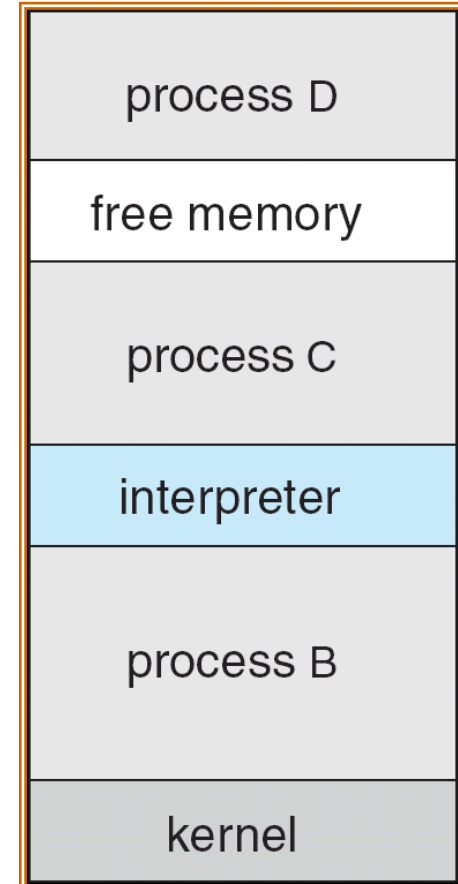 process D
free memory
process C
interpreter
process B
kernel